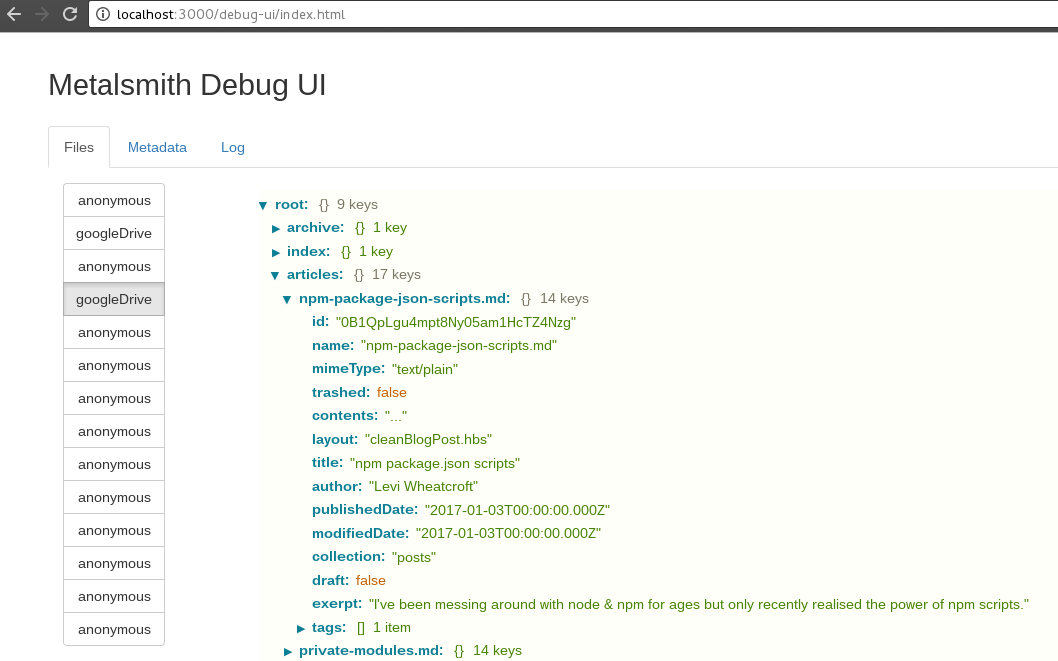 localhost:3000/debug-ui/index.html
Metalsmith Debug UI
Files Metadata Log
anonymous
googleDrive
anonymous
googleDrive
anonymous
anonymous
anonymous
anonymous
anonymous
anonymous
anonymous
anonymous
anonymous
anonymous
▼ root: {} 9 keys
▶ archive: {} 1 key
▶ index: {} 1 key
▼ articles: {} 17 keys
▼ npm-package-json-scripts.md: {} 14 keys
id: "0B1QpLgu4mpt8Ny05am1HcTZ4Nzg"
name: "npm-package-json-scripts.md"
mimeType: "text/plain"
trashed: false
contents: "..."
layout: "cleanBlogPost.hbs"
title: "npm package.json scripts"
author: "Levi Wheatcroft"
publishedDate: "2017-01-03T00:00:00.000Z"
modifiedDate: "2017-01-03T00:00:00.000Z"
collection: "posts"
draft: false
exerpt: "I've been messing around with node & npm for ages but only recently realised the power of npm scripts."
▶ tags: [] 1 item
▶ private-modules.md: {} 14 keys